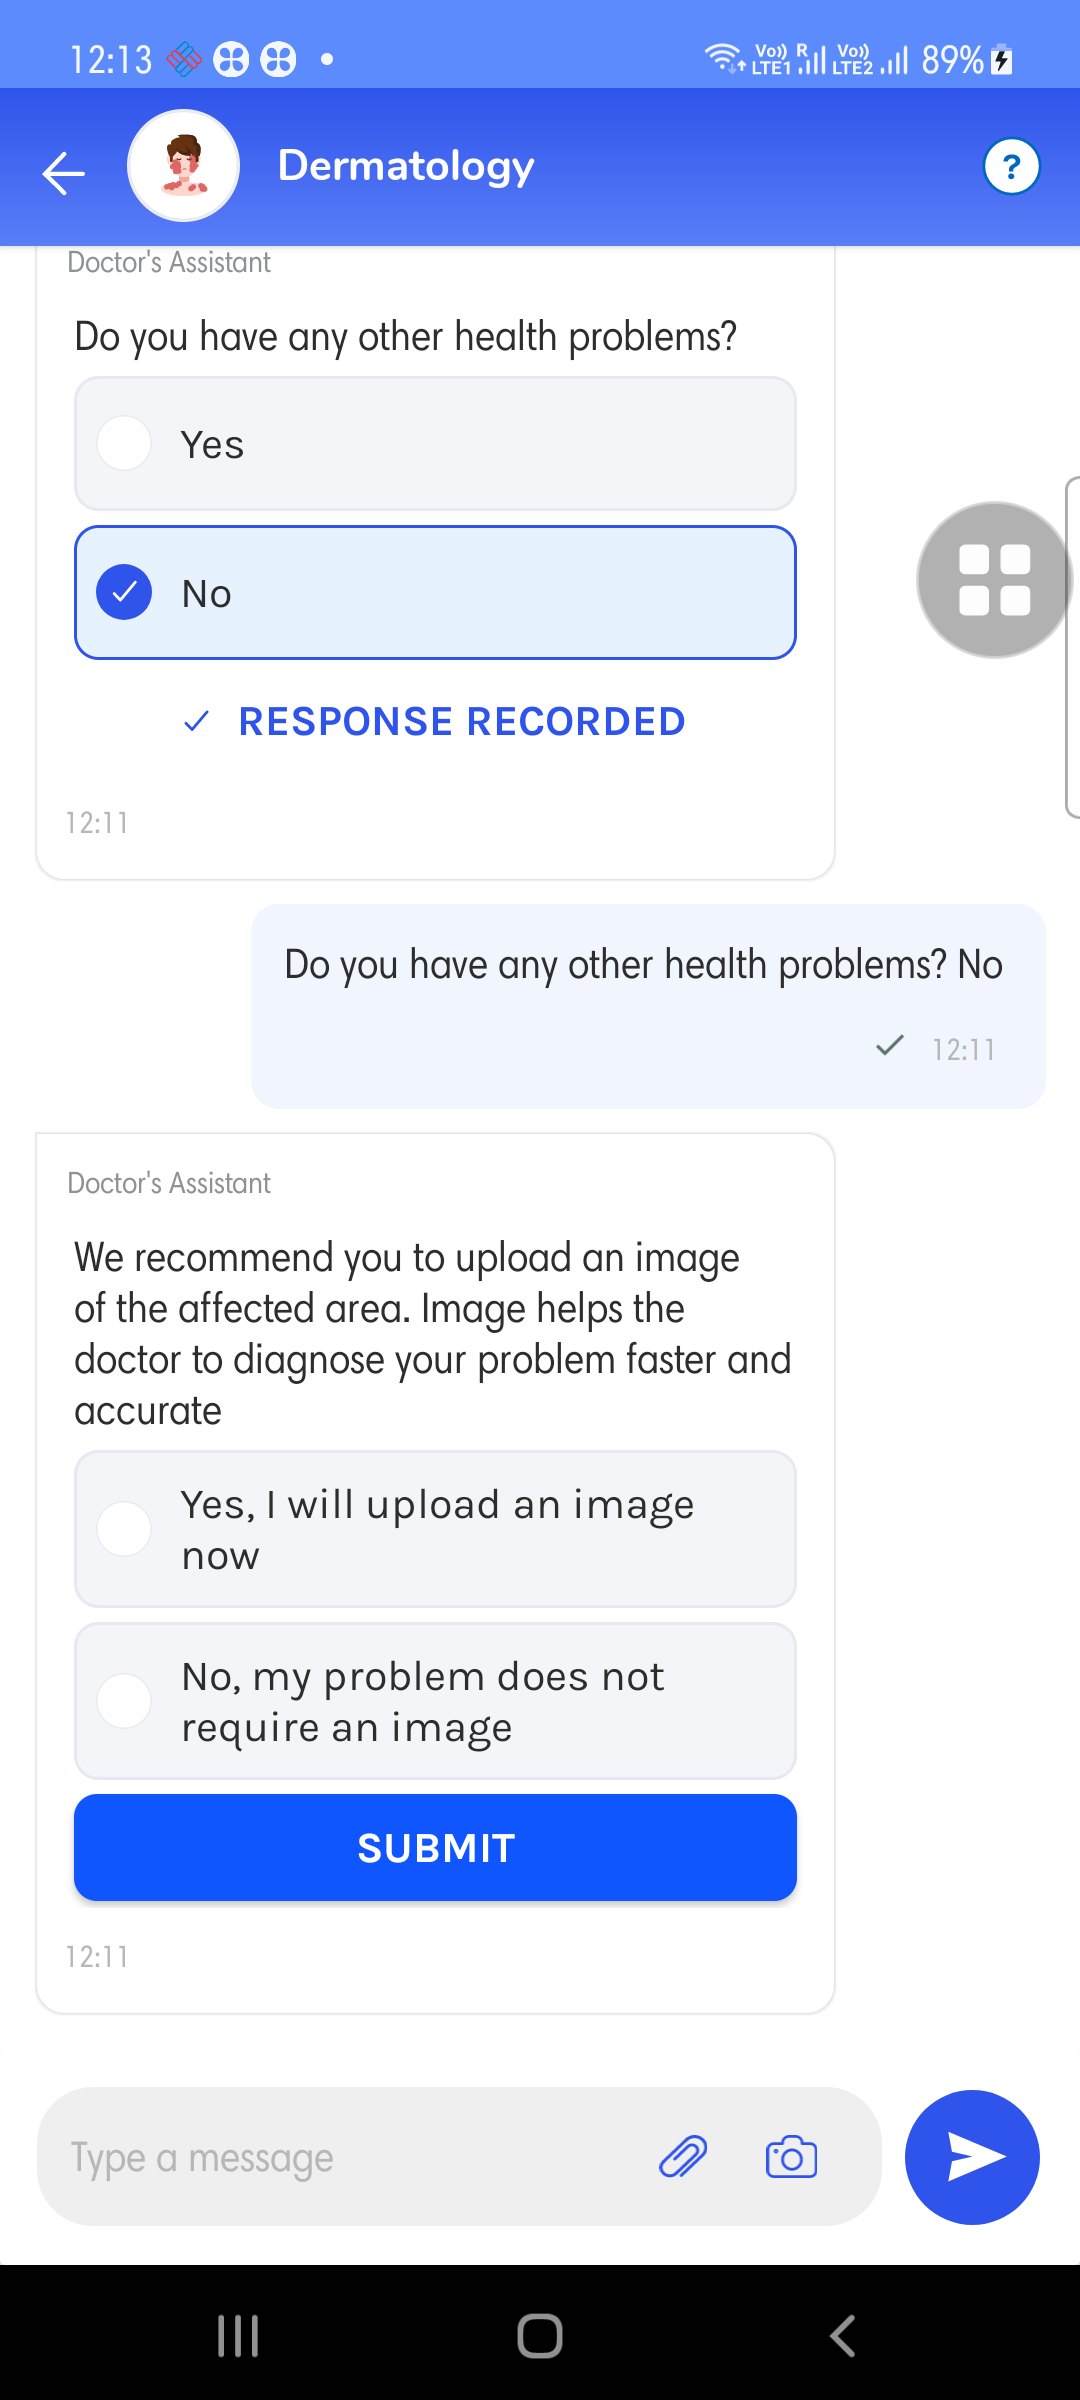 12:13
Vo)) R Vo))
LTE1 LTE2 89%
Dermatology
?
Doctor's Assistant
Do you have any other health problems?
Yes
No
RESPONSE RECORDED
12:11
Do you have any other health problems? No
12:11
Doctor's Assistant
We recommend you to upload an image
of the affected area. Image helps the
doctor to diagnose your problem faster and
accurate
Yes, I will upload an image
now
No, my problem does not
require an image
SUBMIT
12:11
Type a message